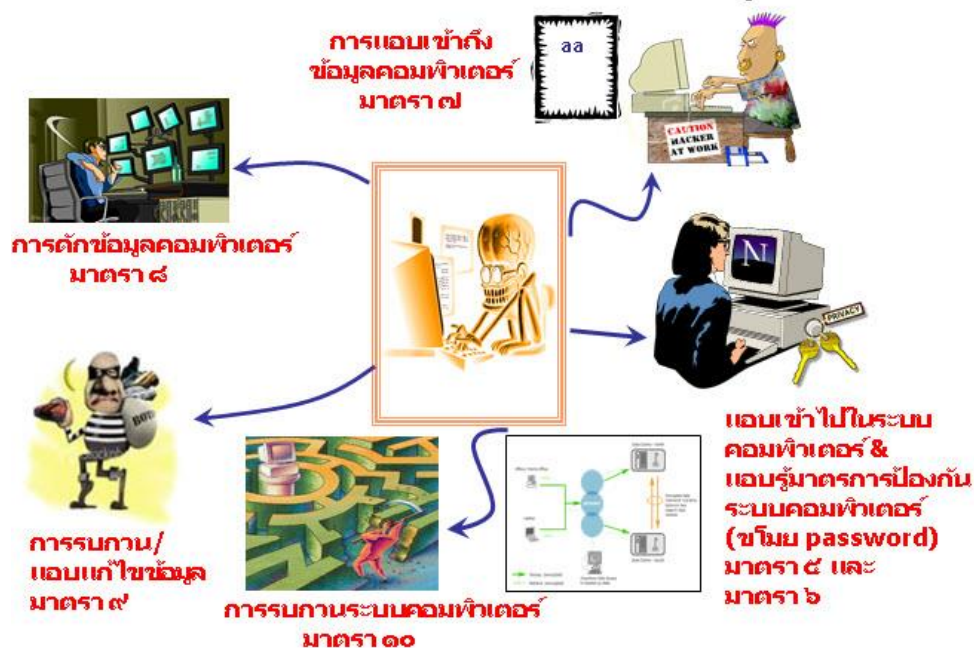 การแอบเข้าถึง
ข้อมูลคอมพิวเตอร์
มาตรา ๗
aa
CAUTION
HACKER
AT WORK
การดักข้อมูลคอมพิวเตอร์
มาตรา ๘
N
PRIVACY
แอบเข้าไปในระบบ
คอมพิวเตอร์ &
แอบรู้มาตรการป้องกัน
ระบบคอมพิวเตอร์
(ขโมย password)
มาตรา ๕ และ
มาตรา ๖
การรบกวน/
แอบแก้ไขข้อมูล
มาตรา ๙
การรบกวนระบบคอมพิวเตอร์
มาตรา ๑๐